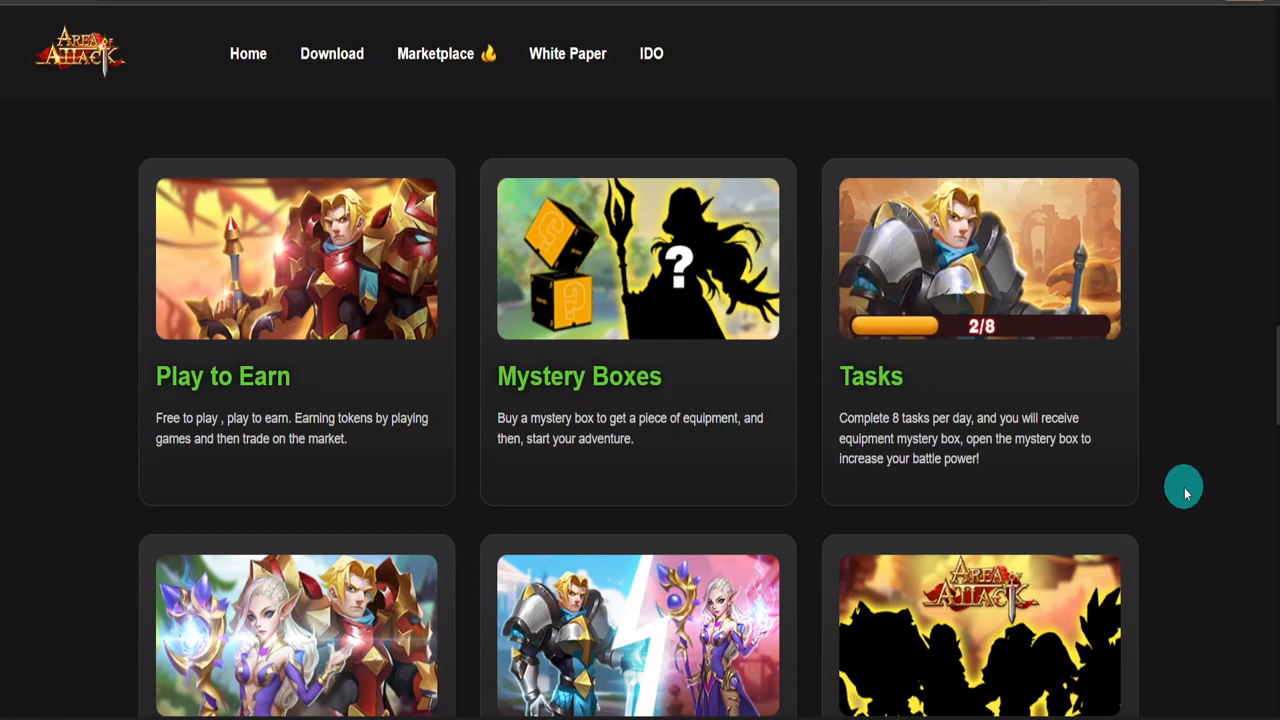 AREA OF
ATTACK
Home
Download
Marketplace 🔥
White Paper
IDO
?
2/8
Play to Earn
Free to play , play to earn. Earning tokens by playing
games and then trade on the market.
Mystery Boxes
Buy a mystery box to get a piece of equipment, and
then, start your adventure.
Tasks
Complete 8 tasks per day, and you will receive
equipment mystery box, open the mystery box to
increase your battle power!
AREA OF
ATTACK